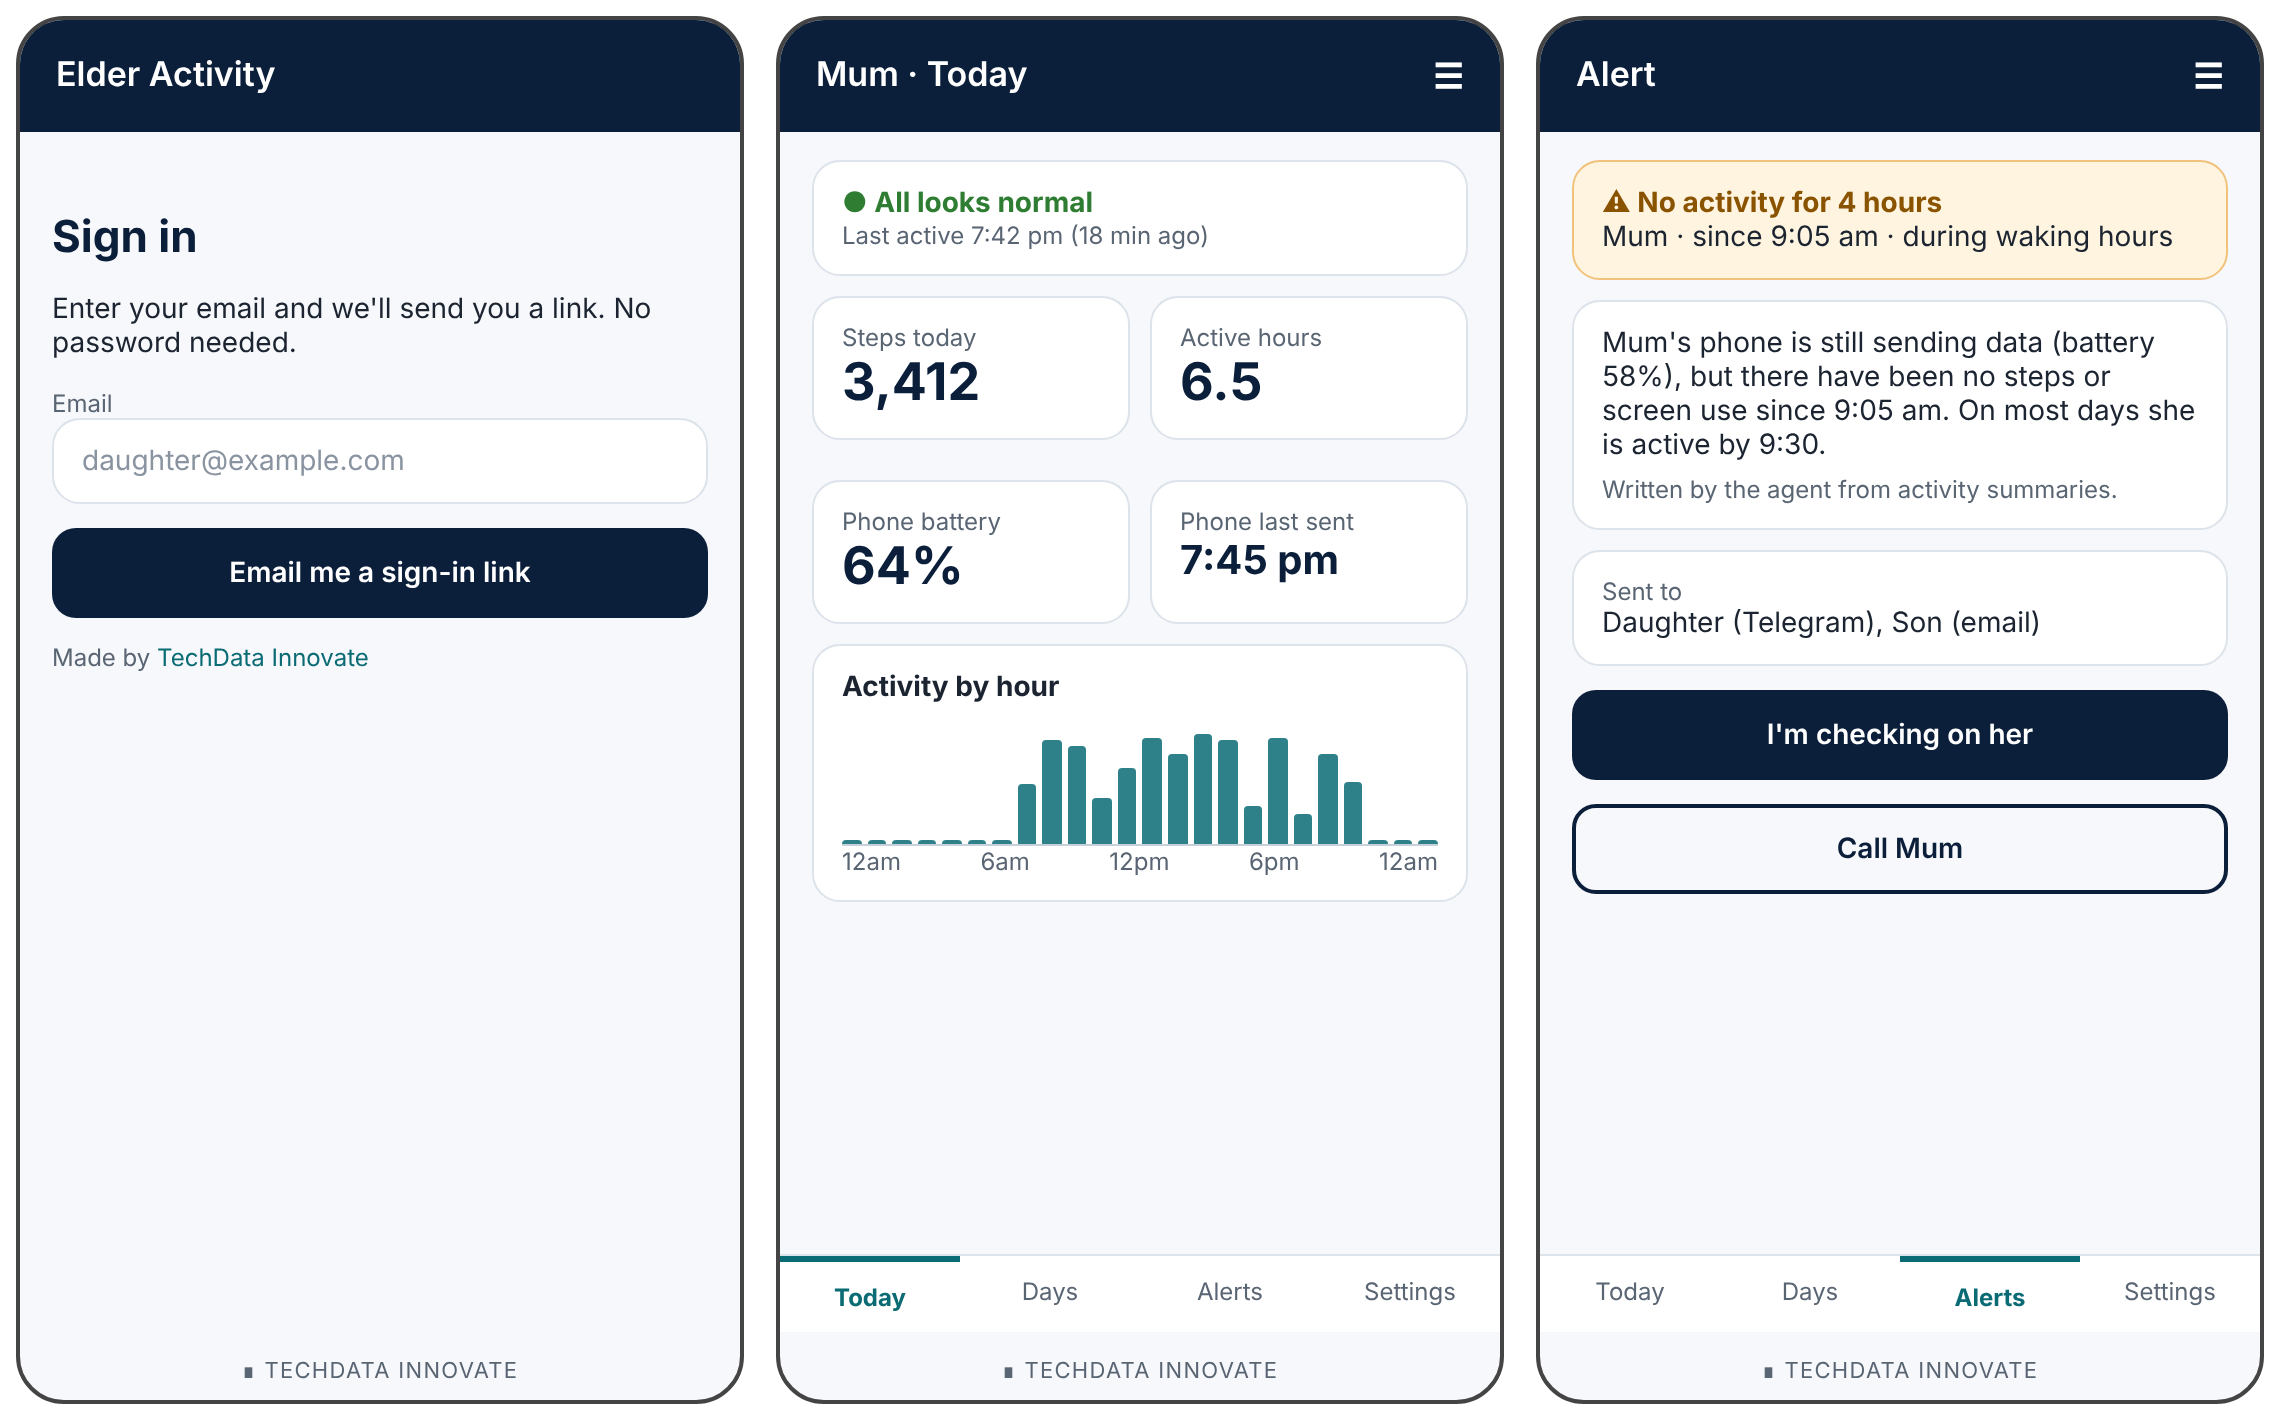 Elder Activity
Sign in
Enter your email and we'll send you a link. No
password needed.
Email
daughter@example.com
Email me a sign-in link
Made by TechData Innovate
TECHDATA INNOVATE
Mum · Today
All looks normal
Last active 7:42 pm (18 min ago)
Steps today
3,412
Active hours
6.5
Phone battery
64%
Phone last sent
7:45 pm
Activity by hour
12am 6am 12pm 6pm 12am
Today Days Alerts Settings
TECHDATA INNOVATE
Alert
No activity for 4 hours
Mum · since 9:05 am · during waking hours
Mum's phone is still sending data (battery
58%), but there have been no steps or
screen use since 9:05 am. On most days she
is active by 9:30.
Written by the agent from activity summaries.
Sent to
Daughter (Telegram), Son (email)
I'm checking on her
Call Mum
Today Days Alerts Settings
TECHDATA INNOVATE